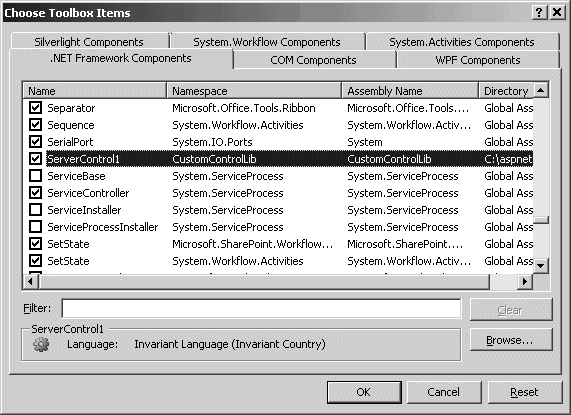 Choose Toolbox Items
Silverlight Components System.Workflow Components System.Activities Components
.NET Framework Components COM Components WPF Components
Name Namespace Assembly Name Directory
Separator Microsoft.Office.Tools.Ribbon Microsoft.Office.Tools.... Global Ass
Sequence System.Workflow.Activities System.Workflow.Activities Global Ass
SerialPort System.IO.Ports System Global Ass
ServerControl1 CustomControlLib CustomControlLib C:\aspnet
ServiceBase System.ServiceProcess System.ServiceProcess Global Ass
ServiceController System.ServiceProcess System.ServiceProcess Global Ass
ServiceInstaller System.ServiceProcess System.ServiceProcess Global Ass
ServiceProcessInstaller System.ServiceProcess System.ServiceProcess Global Ass
SetState Microsoft.SharePoint.Workflow... Microsoft.SharePoint.... Global Ass
SetState System.Workflow.Activities System.Workflow.Activities Global Ass
Filter: Clear
ServerControl1
Language: Invariant Language (Invariant Country) Browse...
OK Cancel Reset